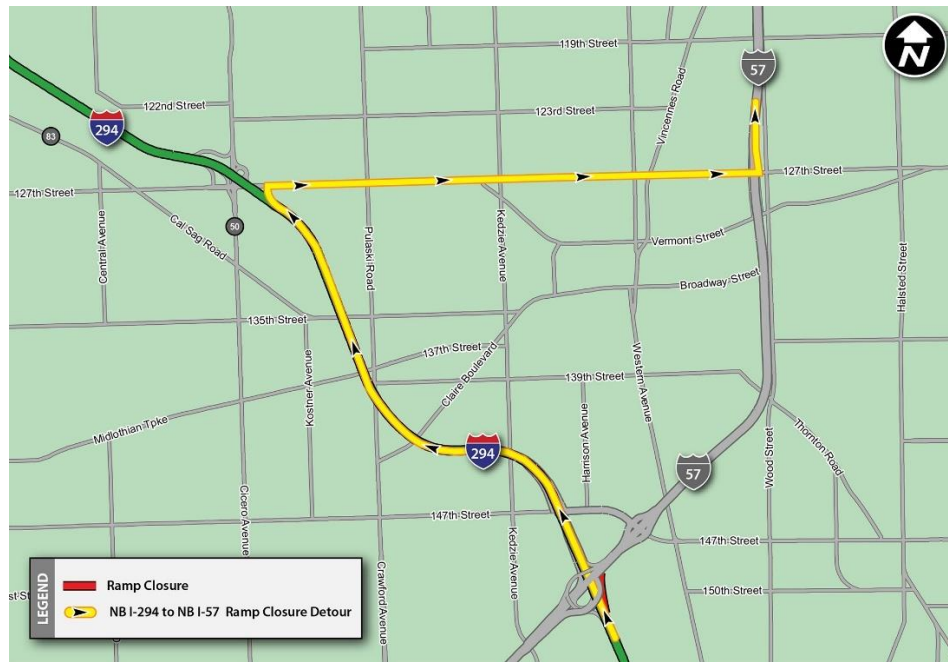 N
119th Street
57
Vincennes Road
122nd Street
123rd Street
294
83
127th Street
127th Street
50
Central Avenue
Cal Sag Road
Pulaski Road
Kedzie Avenue
Vermont Street
Broadway Street
Halsted Street
135th Street
137th Street
Claire Boulevard
Kostner Avenue
139th Street
Western Avenue
Midlothian Tpke
Harrison Avenue
Wood Street
Thornton Road
294
57
Cicero Avenue
147th Street
Kedzie Avenue
147th Street
Crawford Avenue
150th Street
LEGEND
Ramp Closure
NB I-294 to NB I-57 Ramp Closure Detour